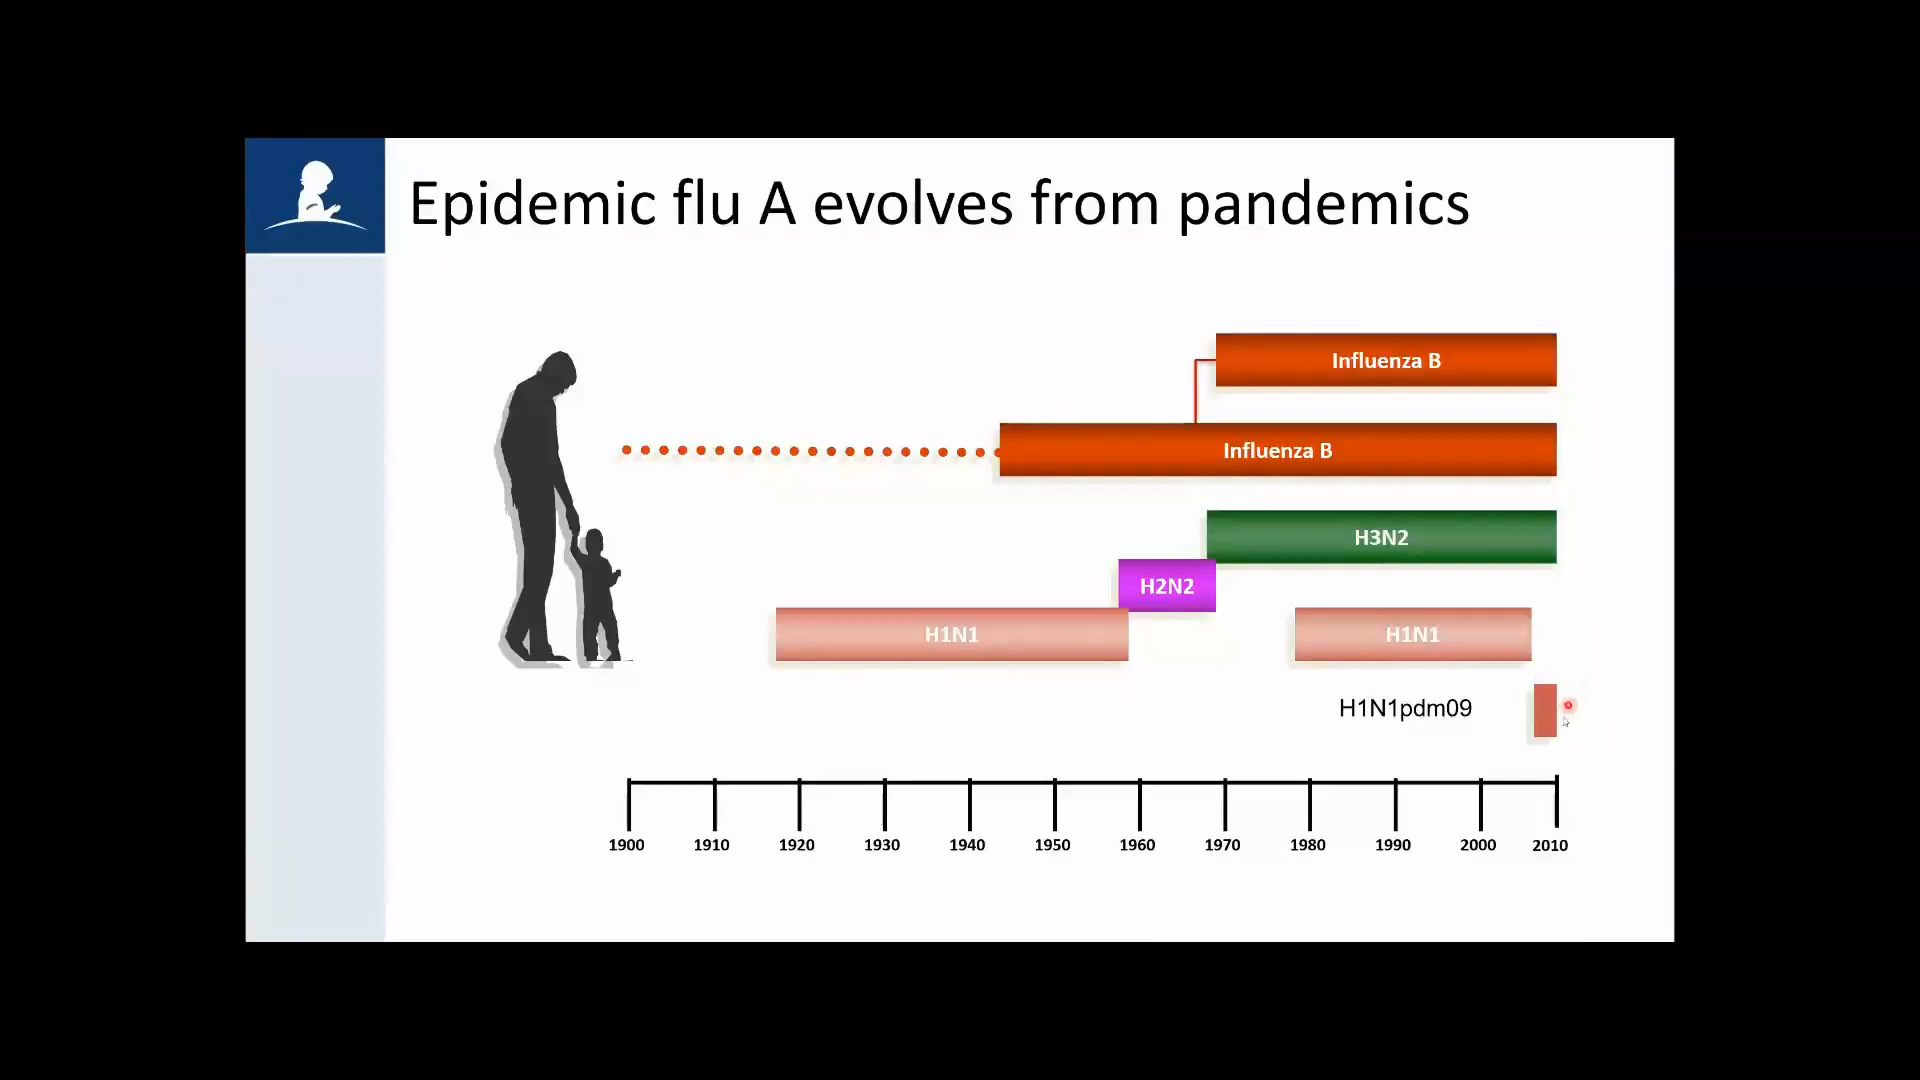 Epidemic flu A evolves from pandemics
Influenza B
Influenza B
H3N2
H2N2
H1N1
H1N1
H1N1pdm09
1900 1910 1920 1930 1940 1950 1960 1970 1980 1990 2000 2010